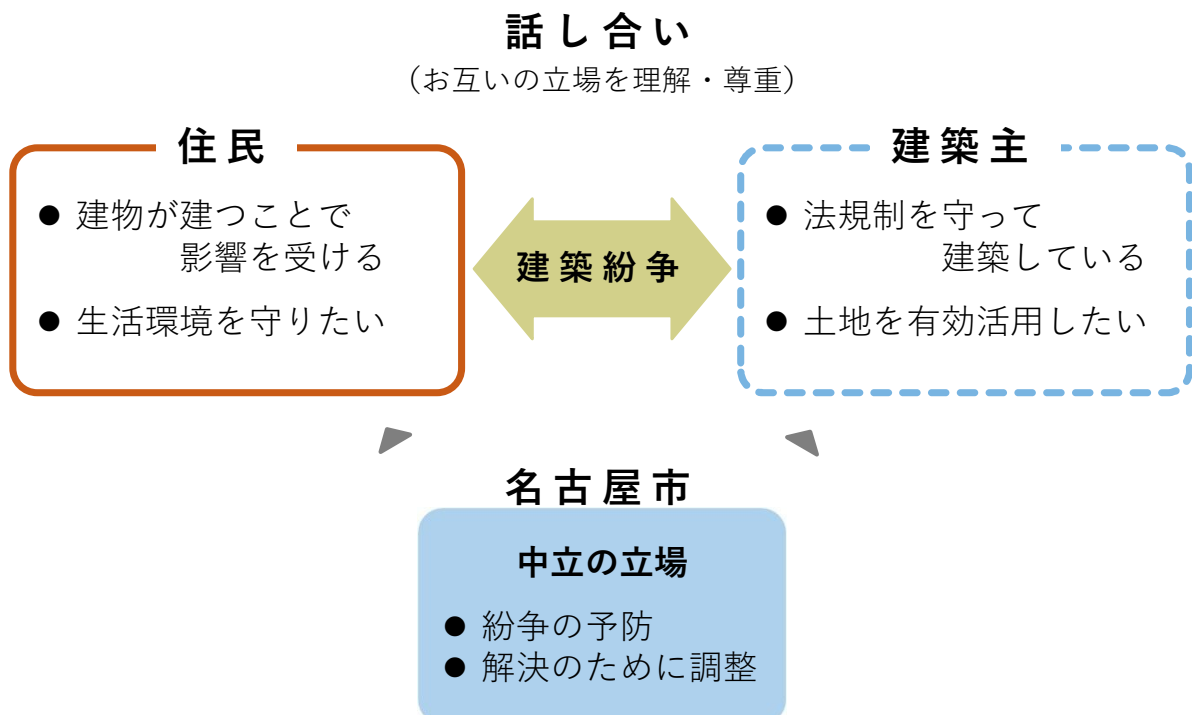 話し合い
（お互いの立場を理解・尊重）
住民
● 建物が建つことで
影響を受ける
● 生活環境を守りたい
建築紛争
建築主
● 法規制を守って
建築している
● 土地を有効活用したい
名古屋市
中立の立場
● 紛争の予防
● 解決のために調整